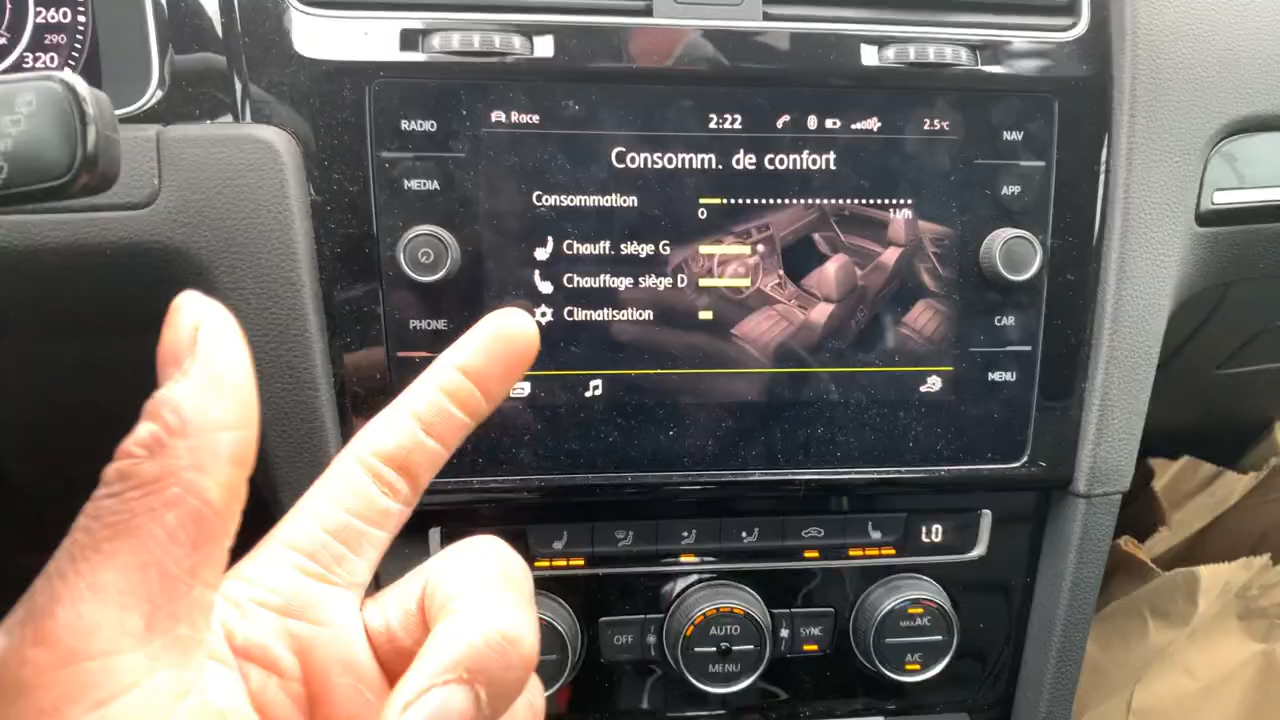 260
290
320
RADIO
MEDIA
PHONE
Race
2:22
2.5°C
Consomm. de confort
Consommation
0
1 l/h
Chauff. siège G
Chauffage siège D
Climatisation
NAV
APP
CAR
MENU
LO
OFF
AUTO
MENU
SYNC
MAX A/C
A/C